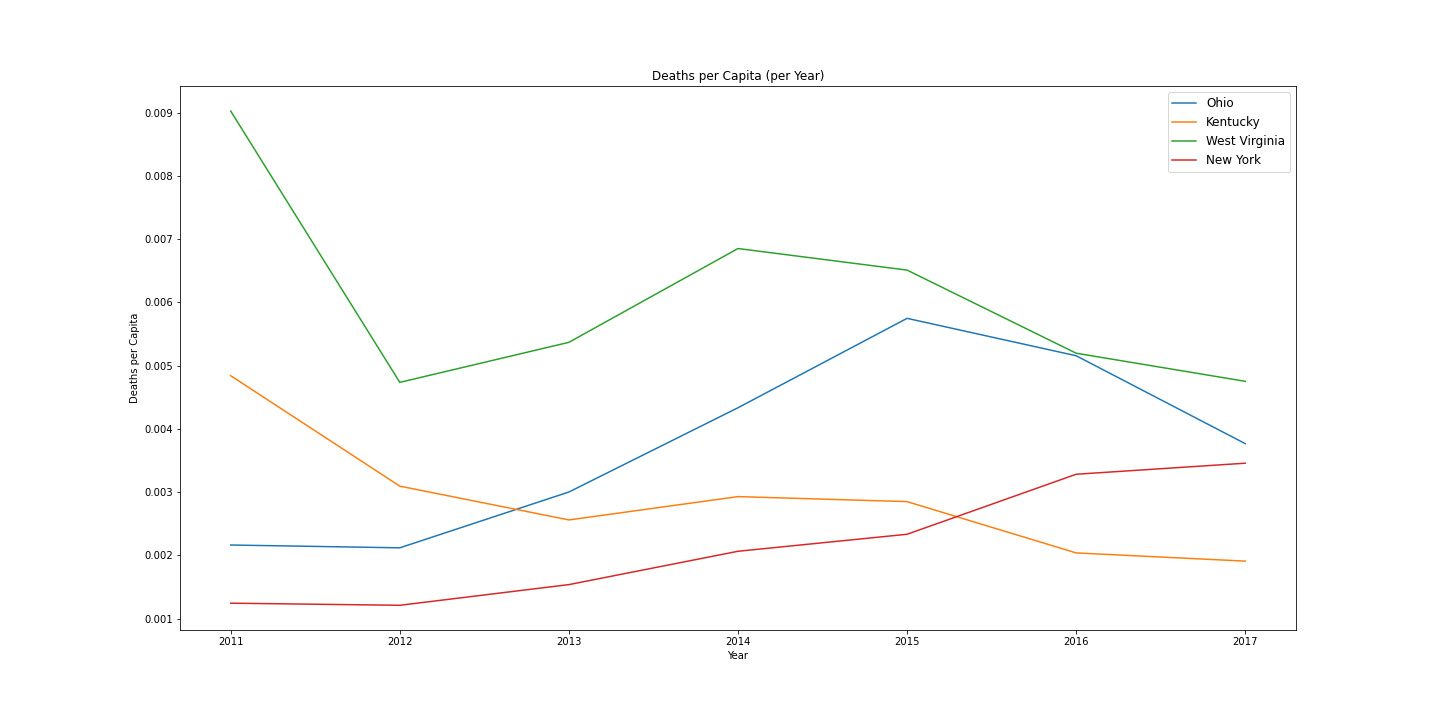 Deaths per Capita (per Year)
Ohio
Kentucky
West Virginia
New York
0.009
0.008
0.007
0.006
0.005
0.004
0.003
0.002
0.001
Deaths per Capita
2011 2012 2013 2014 2015 2016 2017
Year